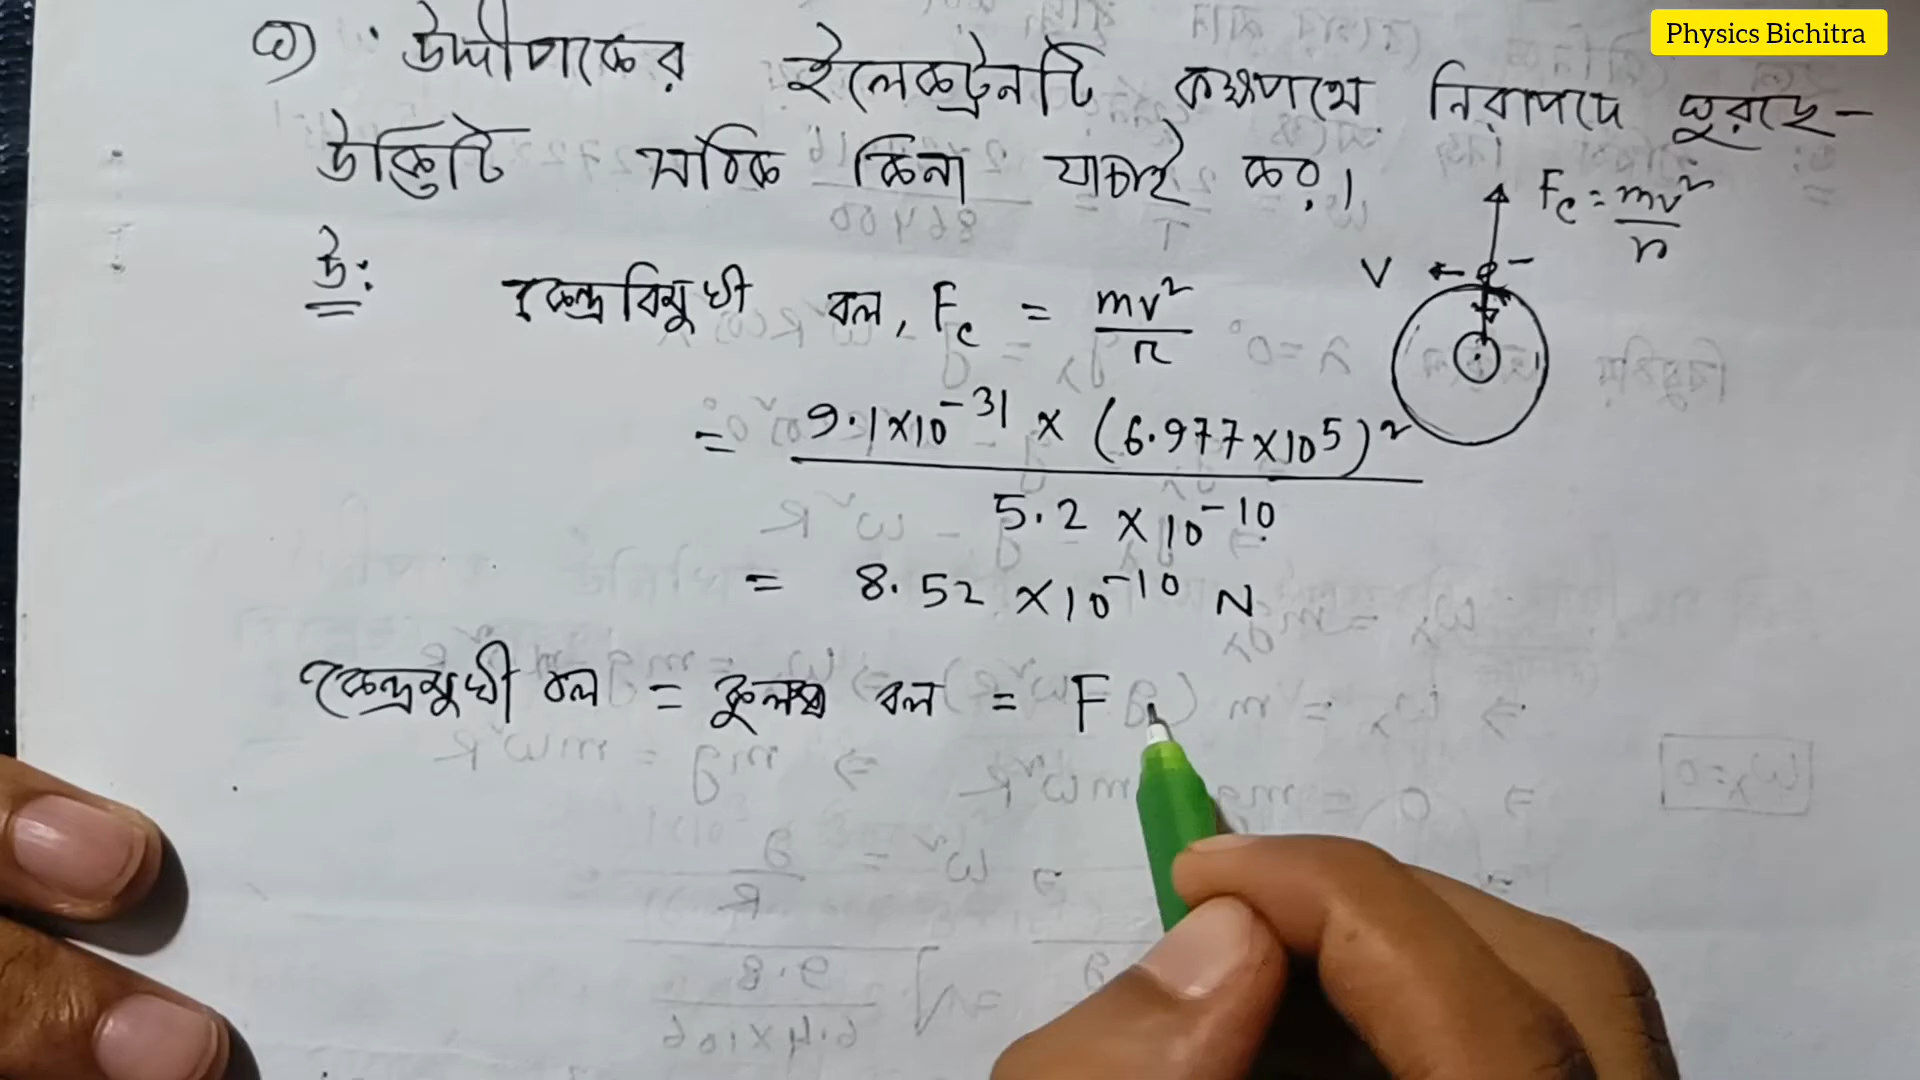 Physics Bichitra
ঘ) উদ্দীপকের ইলেকট্রনটি কক্ষপথে নিরাপদে ঘুরছে-
উক্তিটি সঠিক কিনা যাচাই কর।
F_c = mv²/r
V
উ: কেন্দ্রবিমুখী বল, F_c = mv²/r
= 9.1×10⁻³¹ × (6.977×10⁵)² / 5.2 × 10⁻¹⁰
= 8.52 ×10⁻¹⁰ N
কেন্দ্রমুখী বল = কুলম্ব বল = F